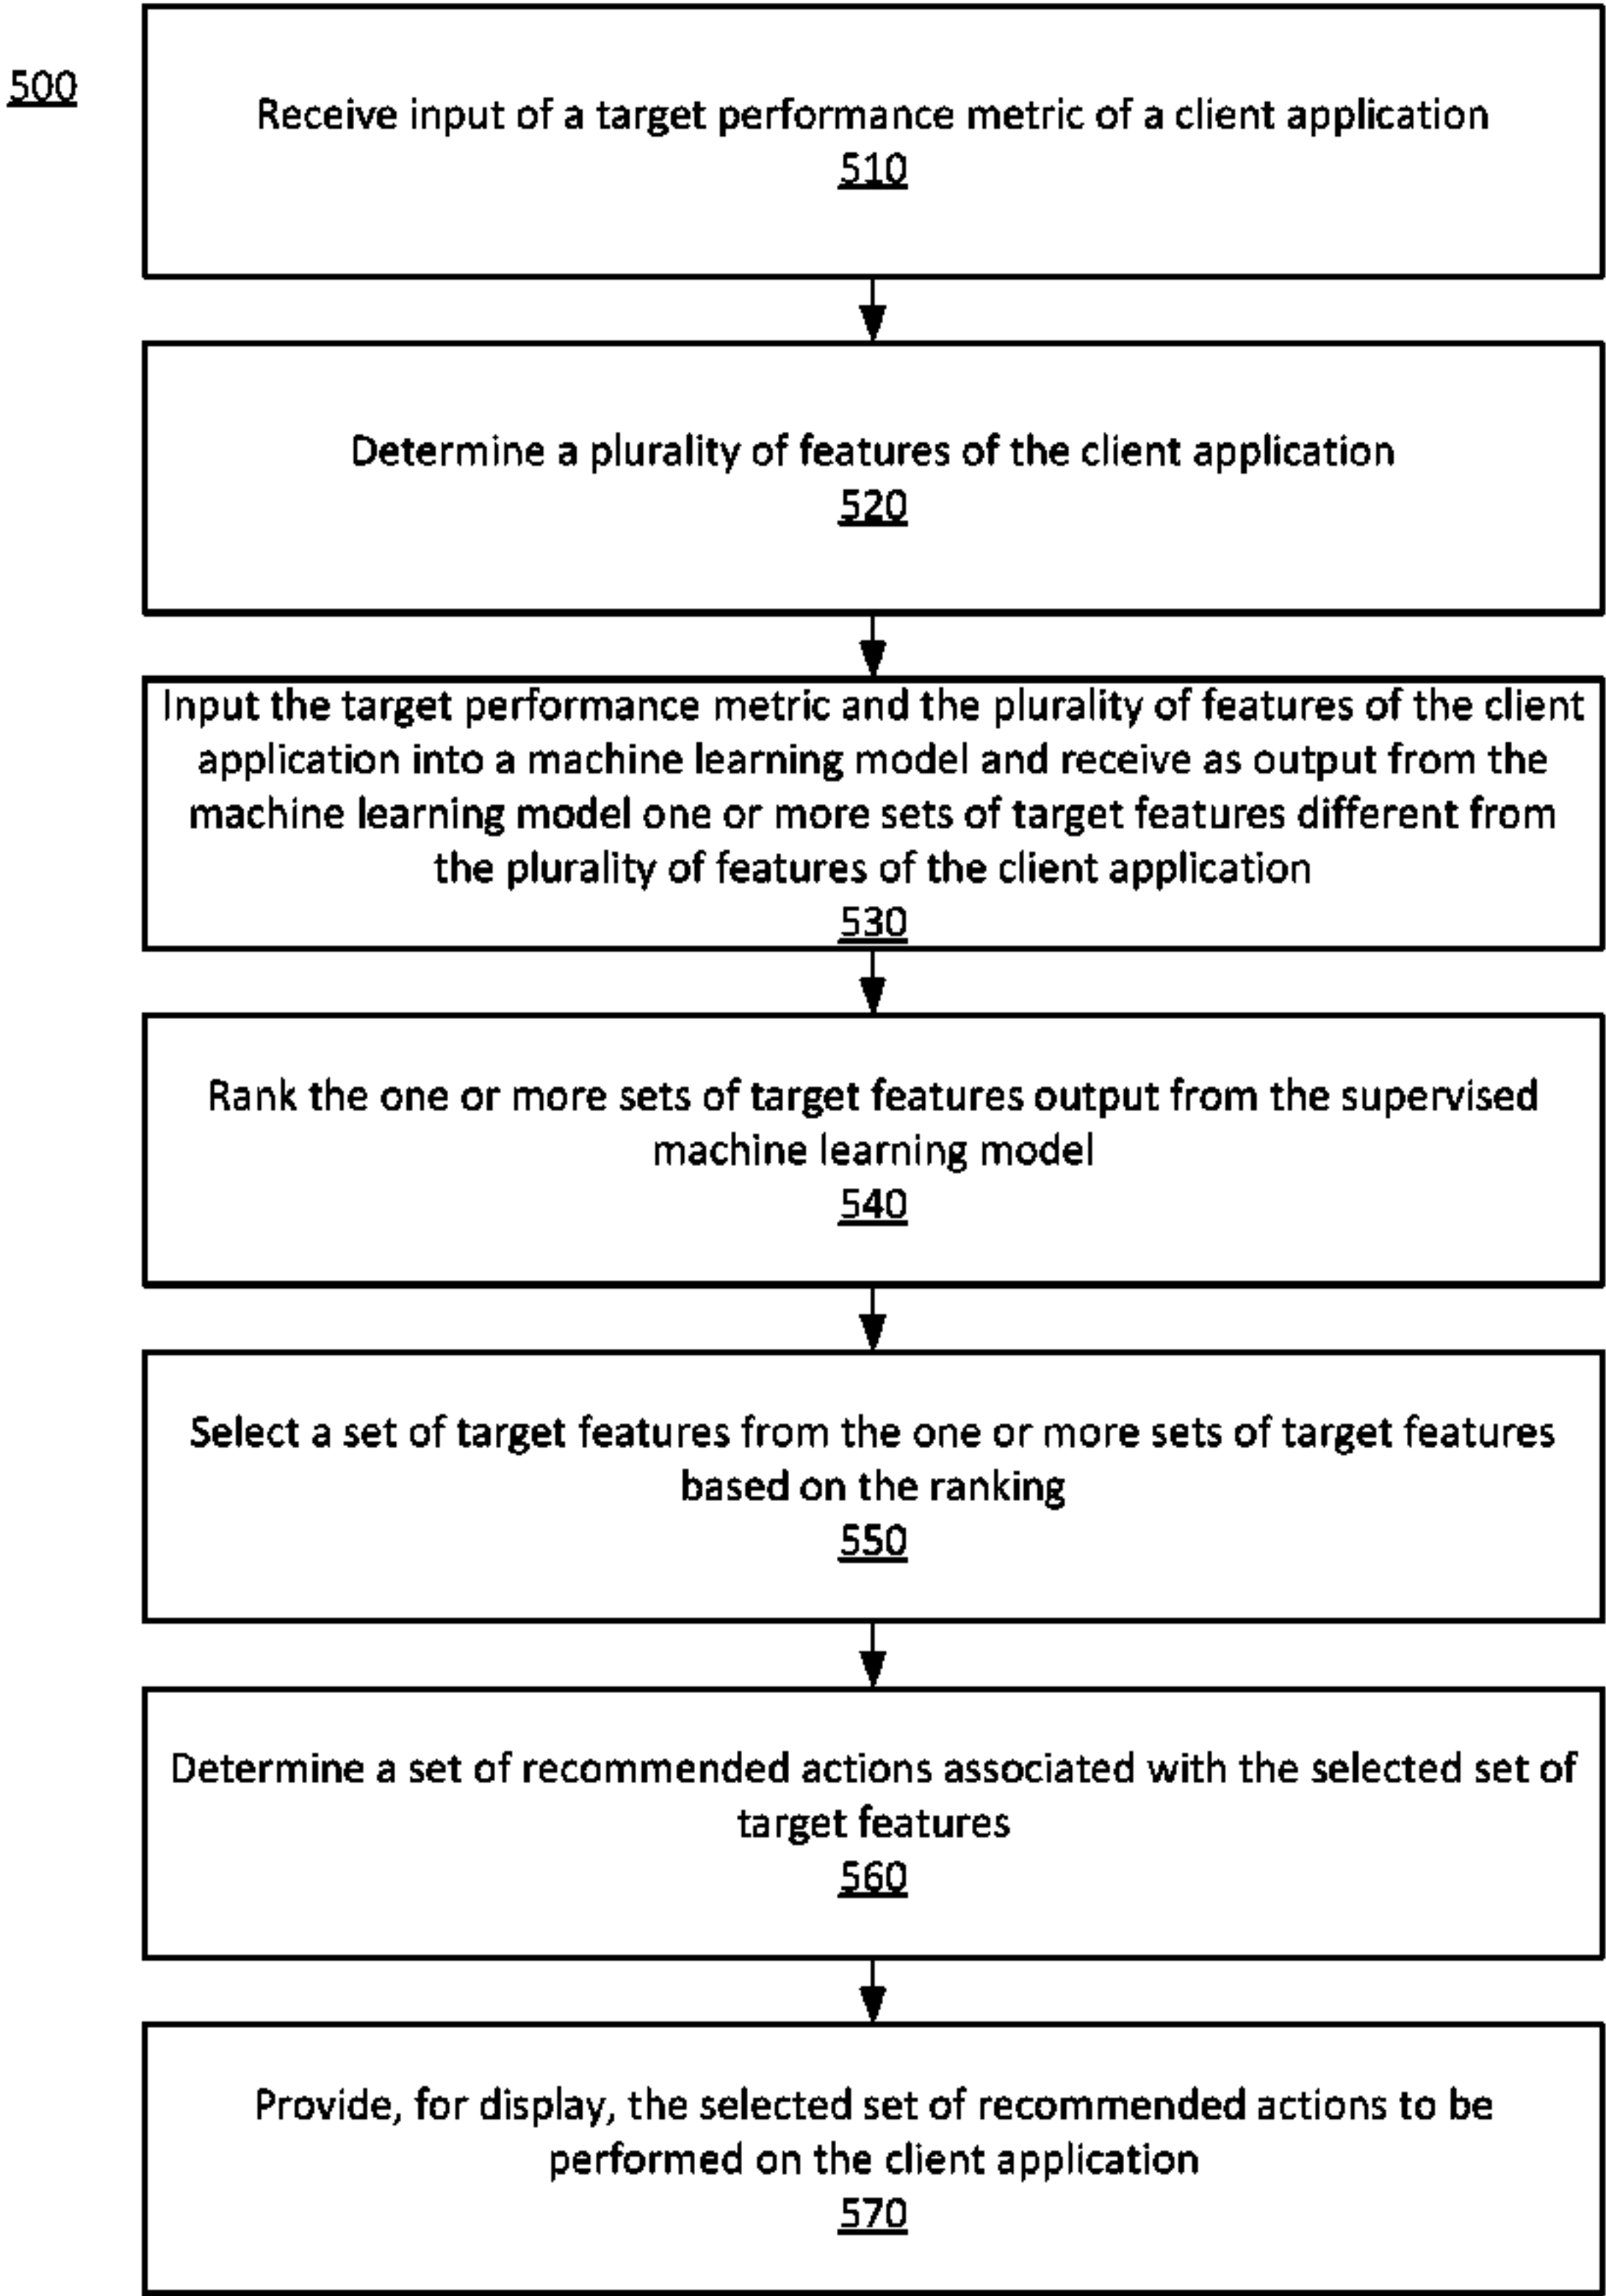 500
Receive input of a target performance metric of a client application
510
Determine a plurality of features of the client application
520
Input the target performance metric and the plurality of features of the client
application into a machine learning model and receive as output from the
machine learning model one or more sets of target features different from
the plurality of features of the client application
530
Rank the one or more sets of target features output from the supervised
machine learning model
540
Select a set of target features from the one or more sets of target features
based on the ranking
550
Determine a set of recommended actions associated with the selected set of
target features
560
Provide, for display, the selected set of recommended actions to be
performed on the client application
570